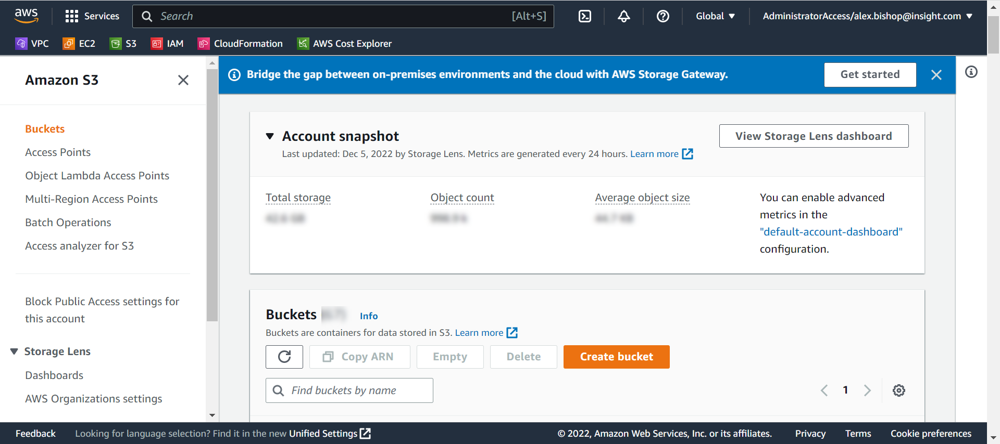 aws
Services
Search
[Alt+S]
Global
AdministratorAccess/alex.bishop@insight.com
VPC
EC2
S3
IAM
CloudFormation
AWS Cost Explorer
Amazon S3
Buckets
Access Points
Object Lambda Access Points
Multi-Region Access Points
Batch Operations
Access analyzer for S3
Block Public Access settings for
this account
Storage Lens
Dashboards
AWS Organizations settings
Bridge the gap between on-premises environments and the cloud with AWS Storage Gateway.
Get started
Account snapshot
Last updated: Dec 5, 2022 by Storage Lens. Metrics are generated every 24 hours. Learn more
View Storage Lens dashboard
Total storage
Object count
Average object size
You can enable advanced
metrics in the
"default-account-dashboard"
configuration.
Buckets
Info
Buckets are containers for data stored in S3. Learn more
Copy ARN
Empty
Delete
Create bucket
Find buckets by name
1
Feedback
Looking for language selection? Find it in the new Unified Settings
© 2022, Amazon Web Services, Inc. or its affiliates.
Privacy
Terms
Cookie preferences